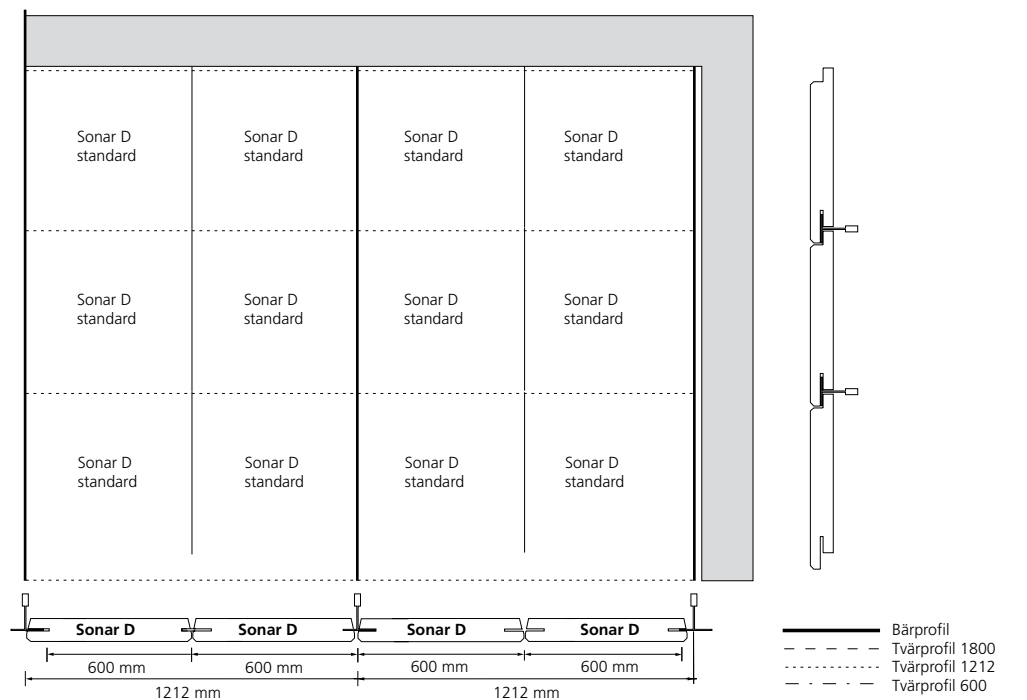 Sonar D
standard
Sonar D
standard
Sonar D
standard
Sonar D
standard
Sonar D
standard
Sonar D
standard
Sonar D
standard
Sonar D
standard
Sonar D
standard
Sonar D
standard
Sonar D
standard
Sonar D
standard
Sonar D
Sonar D
Sonar D
Sonar D
600 mm
600 mm
600 mm
600 mm
1212 mm
1212 mm
Bärprofil
Tvärprofil 1800
Tvärprofil 1212
Tvärprofil 600